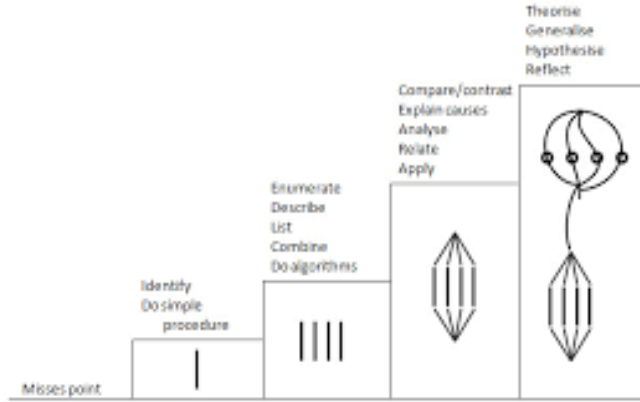 Misses point
Identify
Do simple
procedure
Enumerate
Describe
List
Combine
Do algorithms
Compare/contrast
Explain causes
Analyse
Relate
Apply
Theorise
Generalise
Hypothesise
Reflect